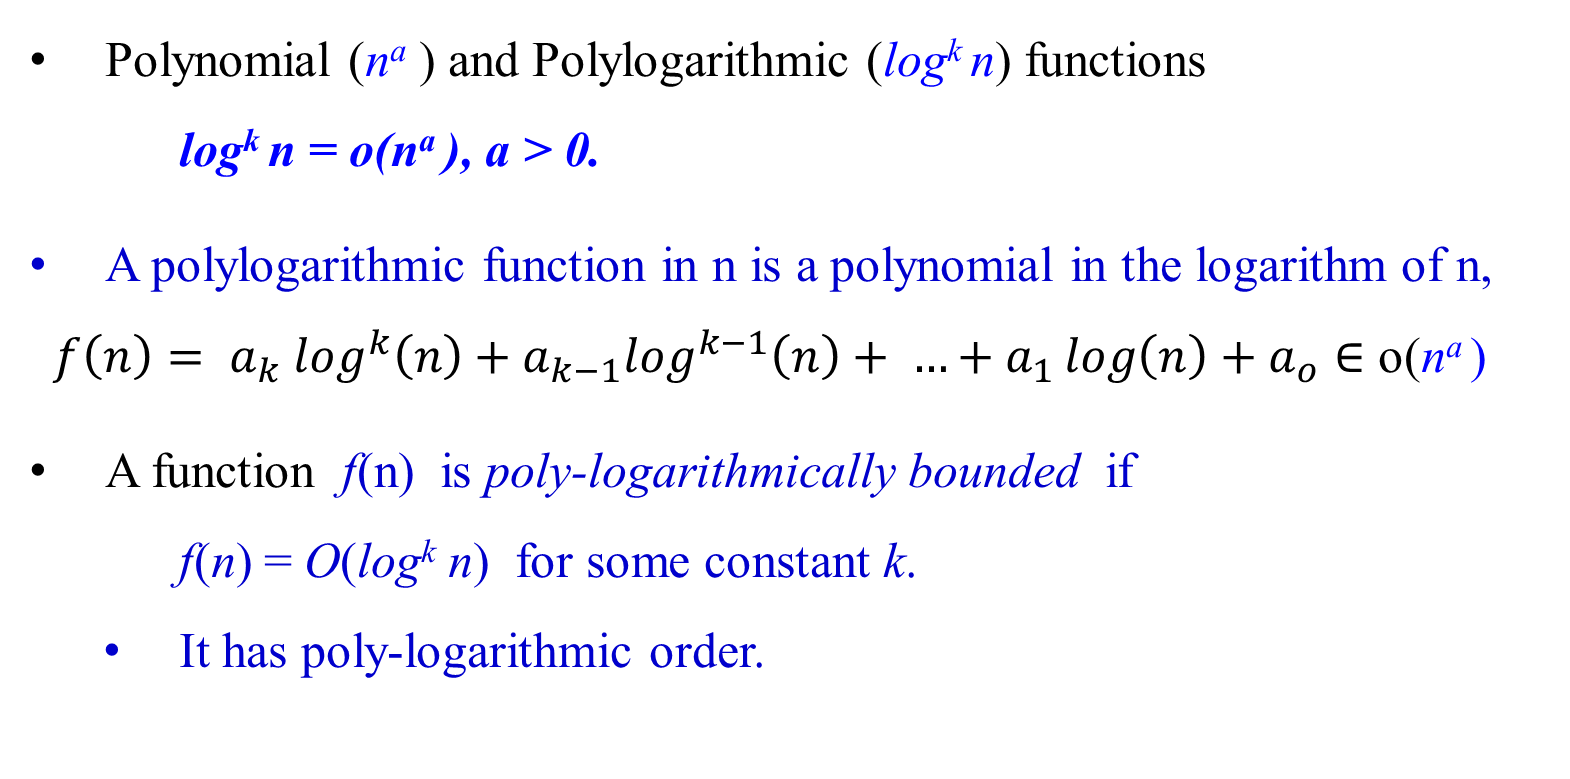 • Polynomial (nᵃ ) and Polylogarithmic (logᵏ n) functions
logᵏ n = o(nᵃ ), a > 0.
• A polylogarithmic function in n is a polynomial in the logarithm of n,
f(n) = aₖ logᵏ(n) + aₖ₋₁logᵏ⁻¹(n) + … + a₁ log(n) + aₒ ∈ o(nᵃ )
• A function f(n) is poly-logarithmically bounded if
f(n) = O(logᵏ n) for some constant k.
• It has poly-logarithmic order.